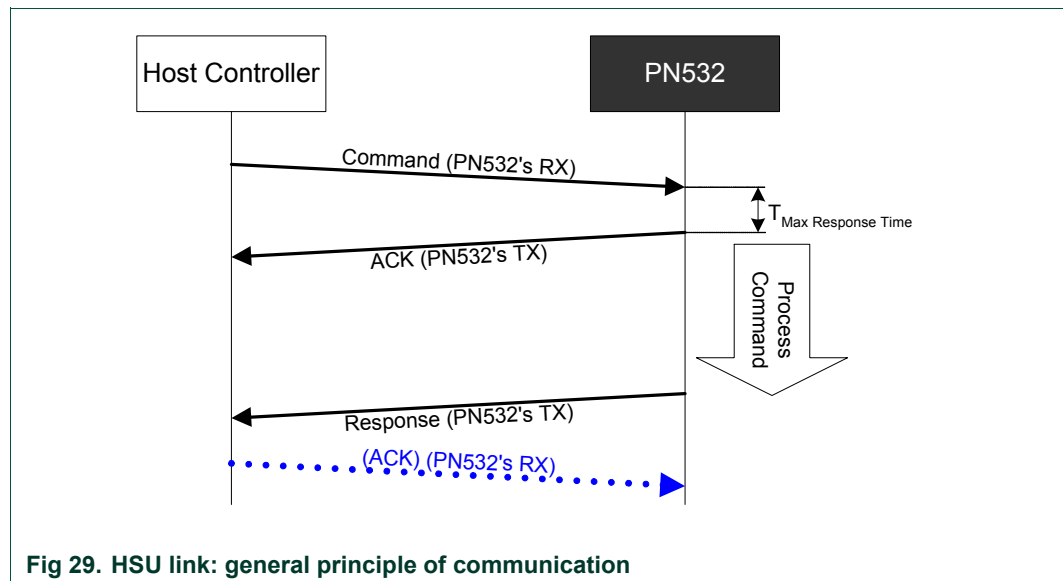 Host Controller
PN532
Command (PN532's RX)
T Max Response Time
ACK (PN532's TX)
Process
Command
Response (PN532's TX)
(ACK) (PN532's RX)
Fig 29. HSU link: general principle of communication